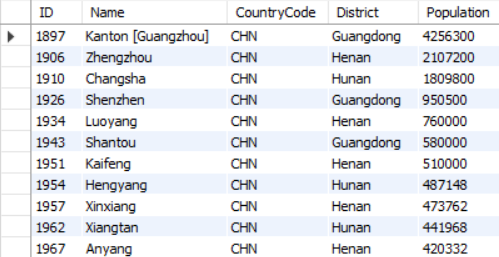 ID Name CountryCode District Population
1897 Kanton [Guangzhou] CHN Guangdong 4256300
1906 Zhengzhou CHN Henan 2107200
1910 Changsha CHN Hunan 1809800
1926 Shenzhen CHN Guangdong 950500
1934 Luoyang CHN Henan 760000
1943 Shantou CHN Guangdong 580000
1951 Kaifeng CHN Henan 510000
1954 Hengyang CHN Hunan 487148
1957 Xinxiang CHN Henan 473762
1962 Xiangtan CHN Hunan 441968
1967 Anyang CHN Henan 420332